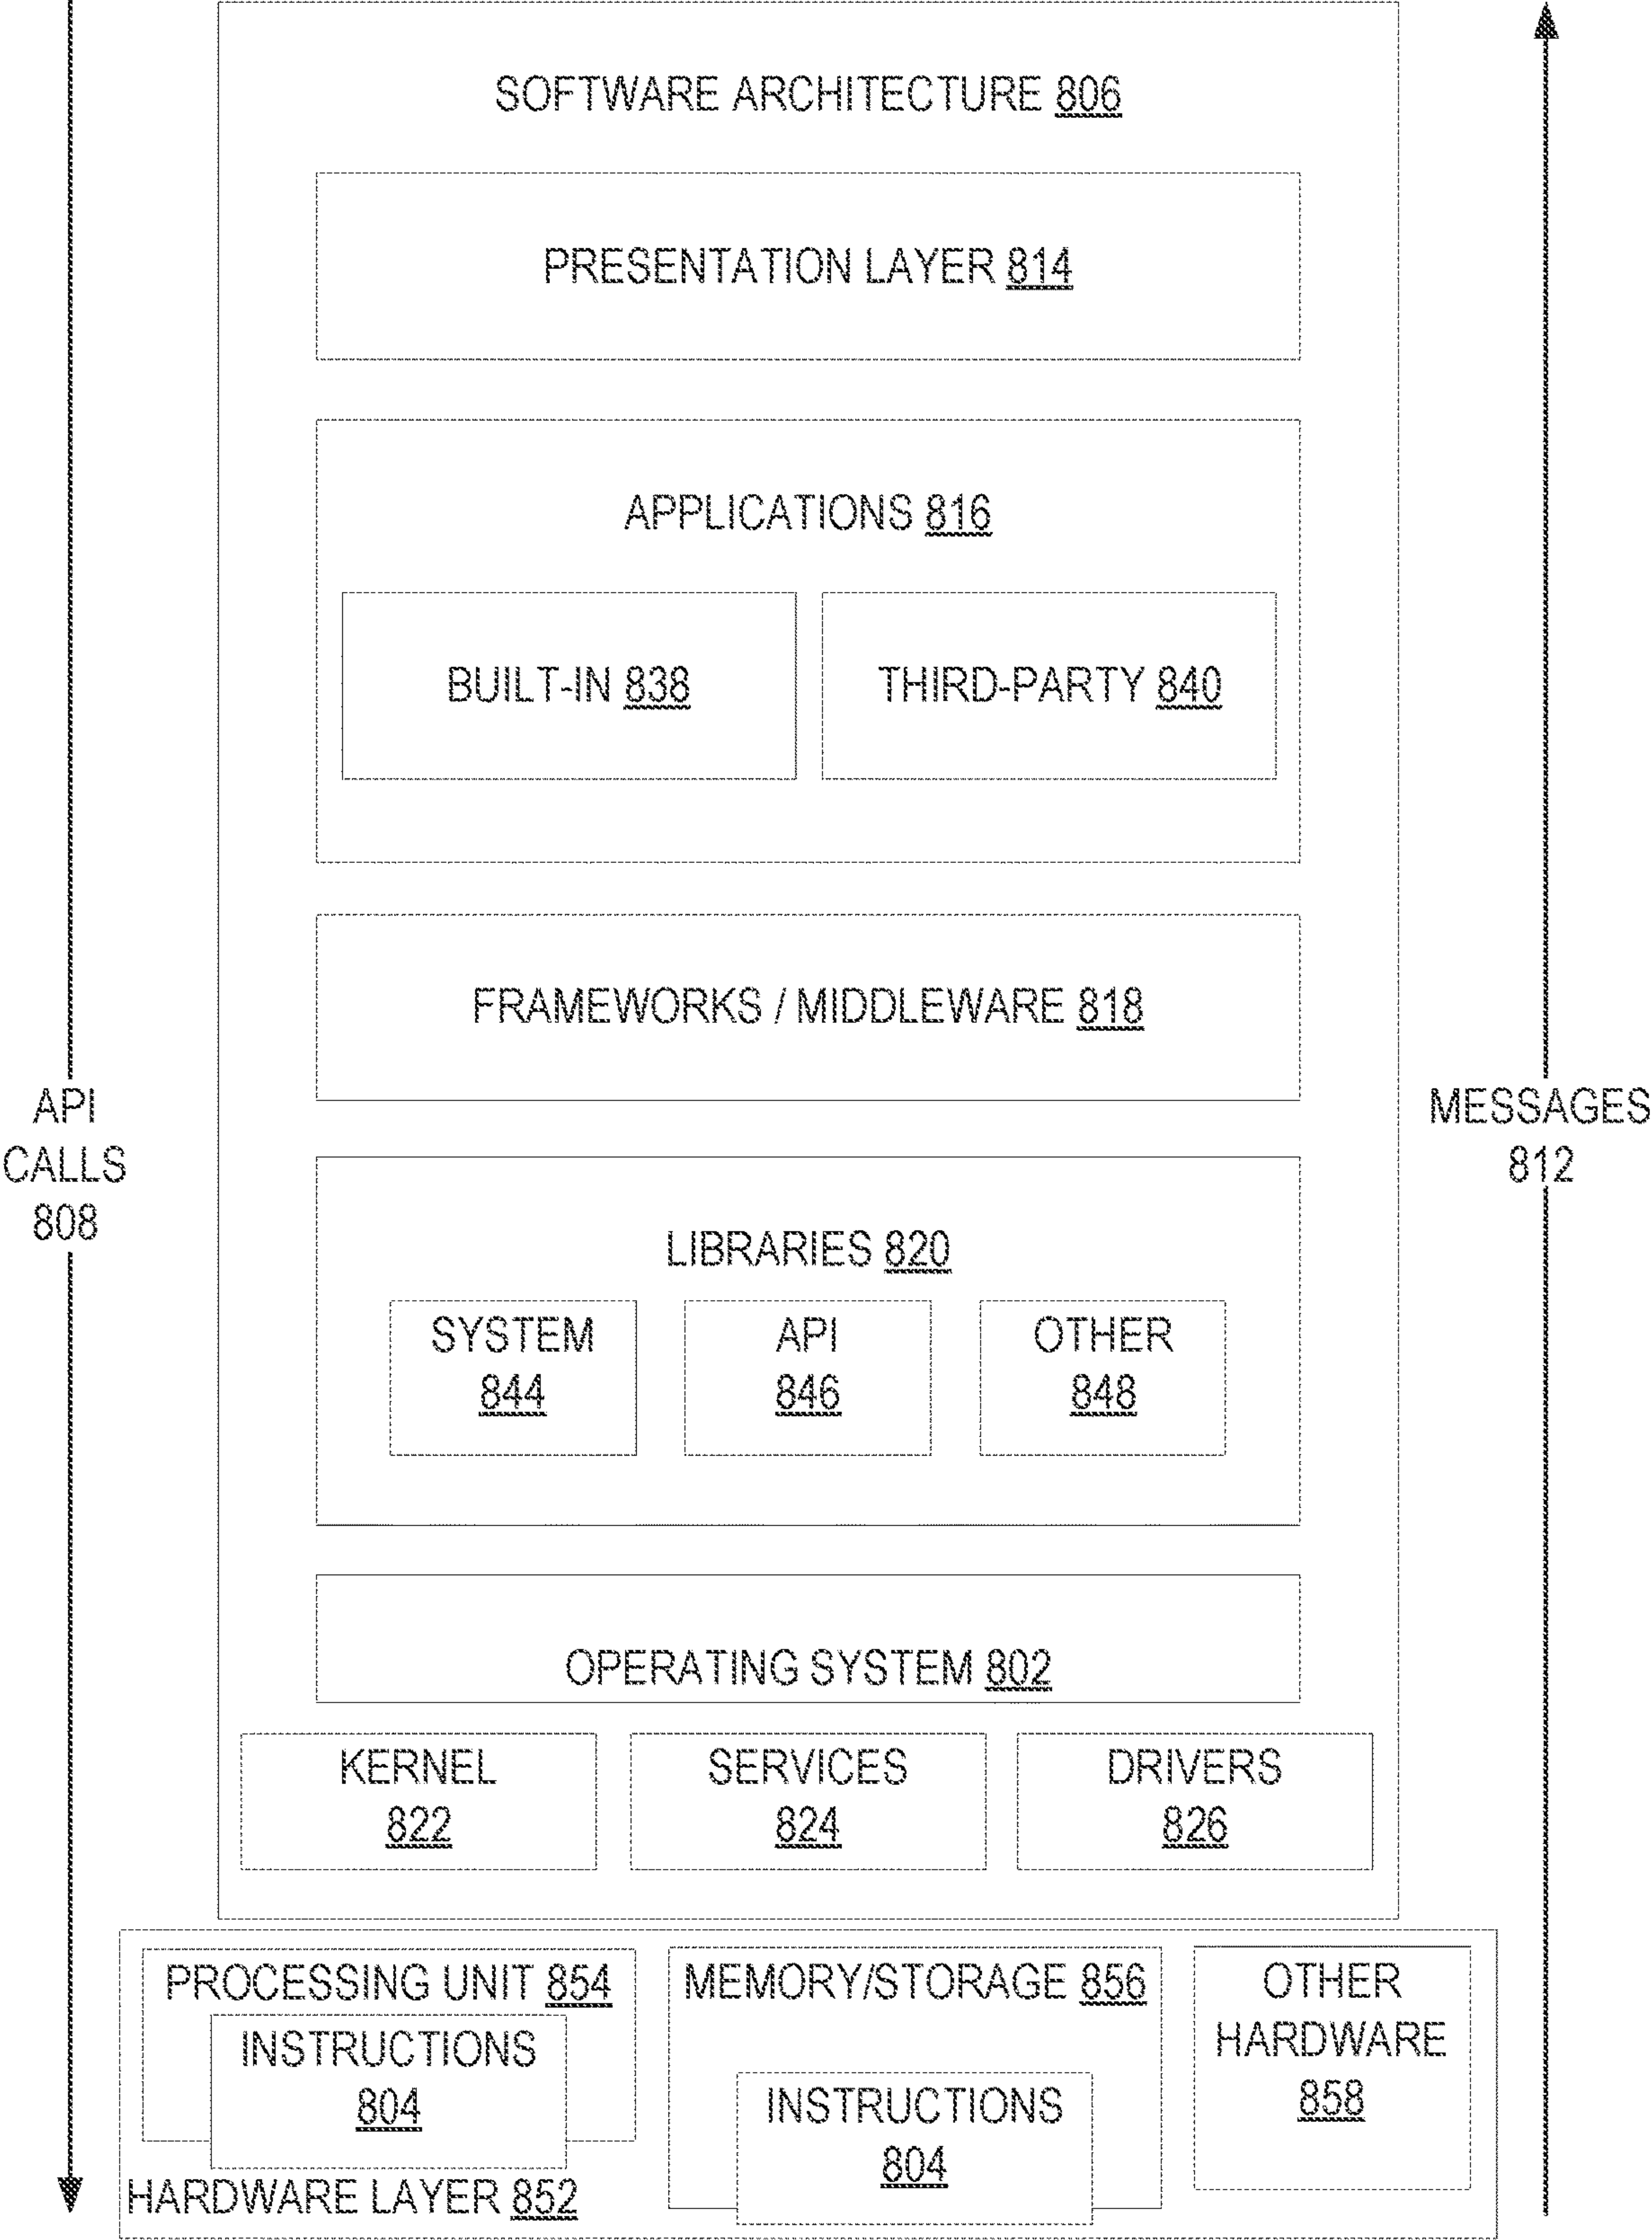 SOFTWARE ARCHITECTURE 806
PRESENTATION LAYER 814
APPLICATIONS 816
BUILT-IN 838
THIRD-PARTY 840
FRAMEWORKS / MIDDLEWARE 818
API
CALLS
808
MESSAGES
812
LIBRARIES 820
SYSTEM
844
API
846
OTHER
848
OPERATING SYSTEM 802
KERNEL
822
SERVICES
824
DRIVERS
826
PROCESSING UNIT 854
INSTRUCTIONS
804
MEMORY/STORAGE 856
INSTRUCTIONS
804
OTHER
HARDWARE
858
HARDWARE LAYER 852